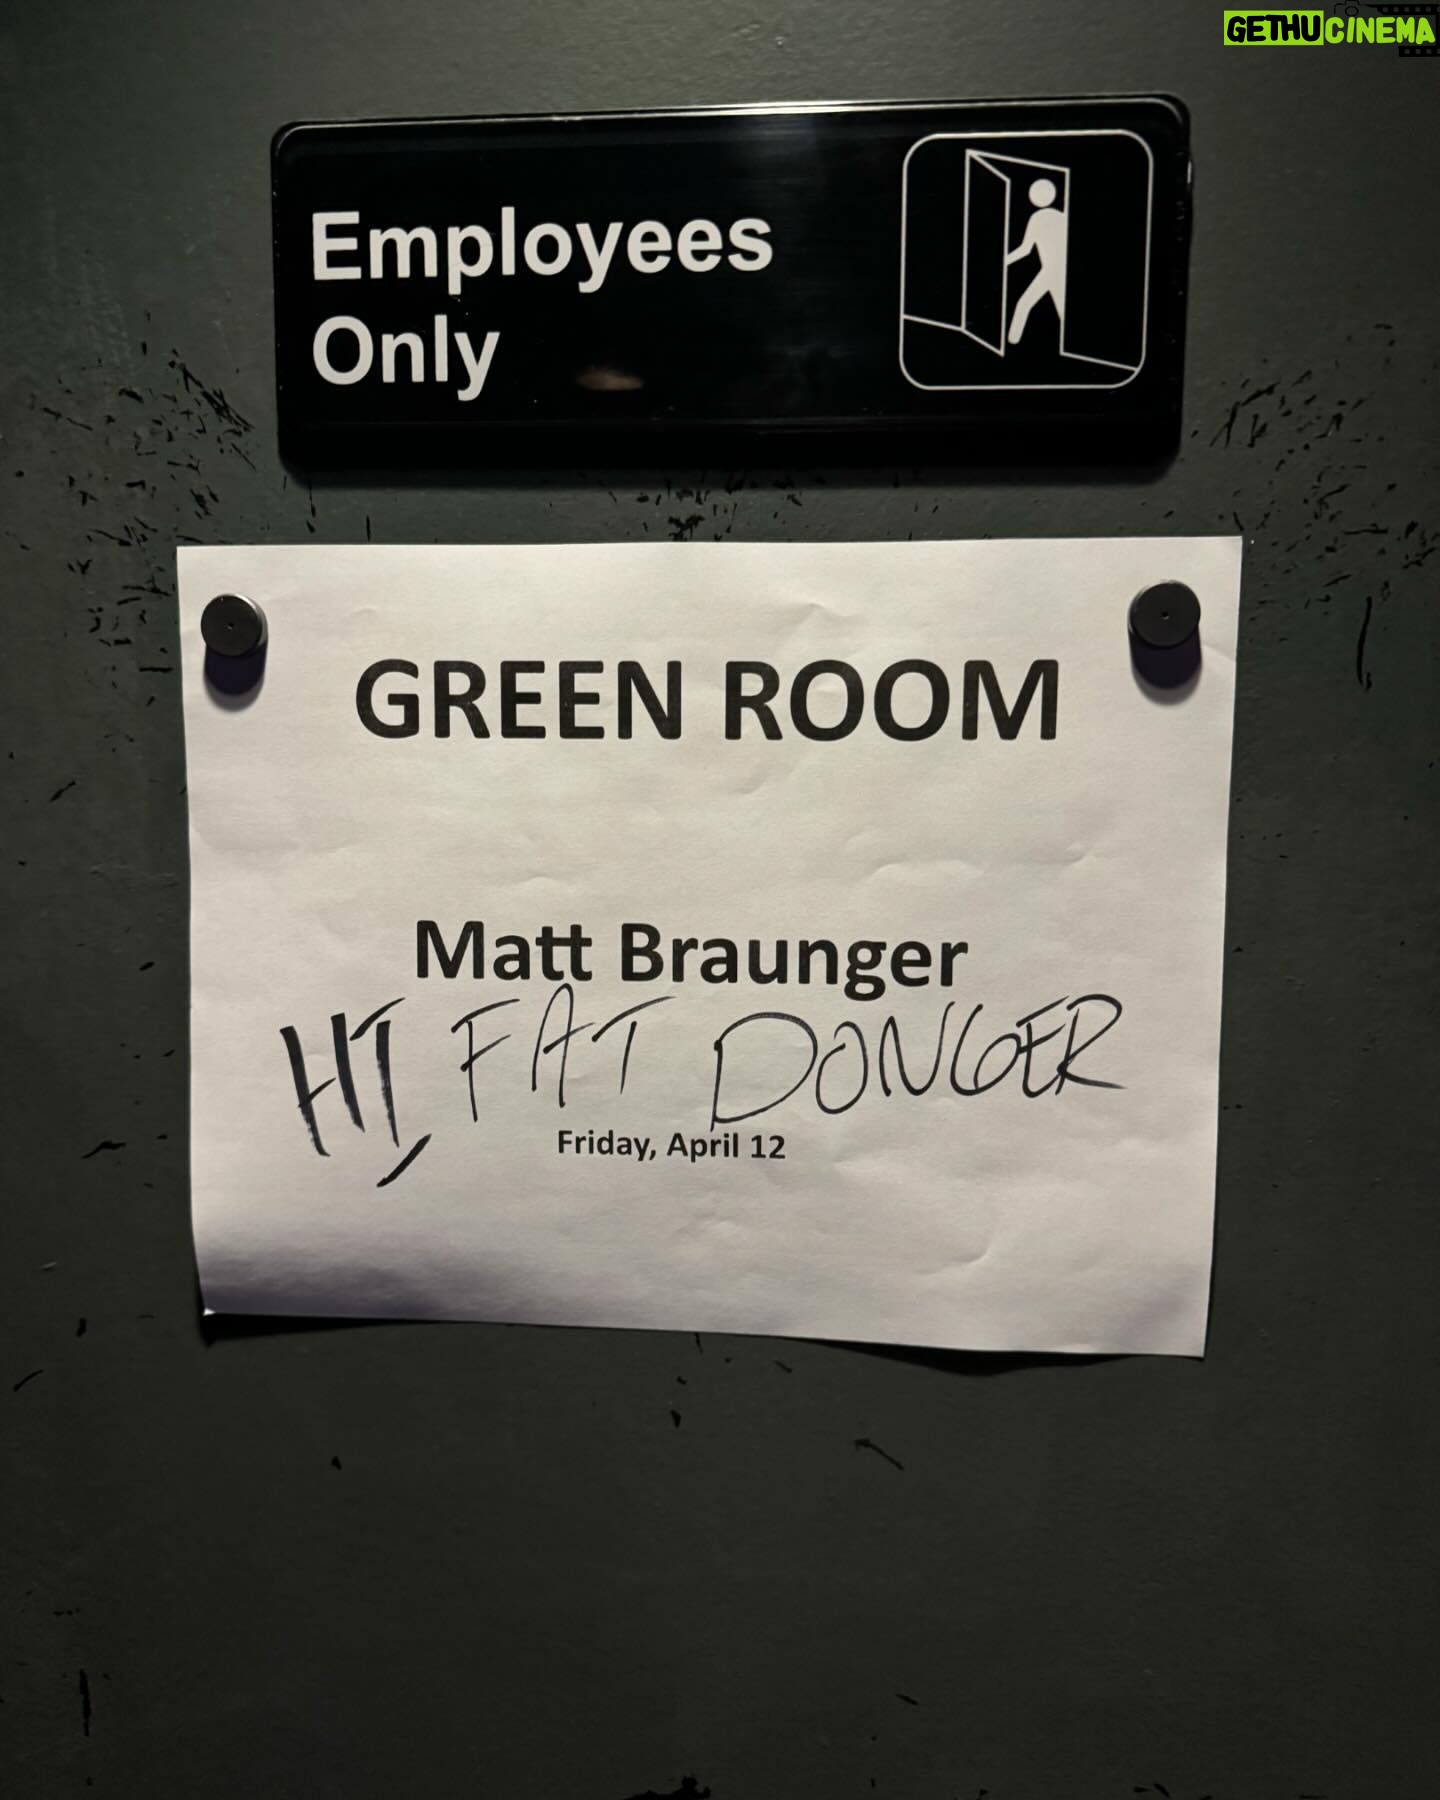 GETHUCINEMA
Employees
Only
GREEN ROOM
Matt Braunger
HI, FAT DONGER
Friday, April 12